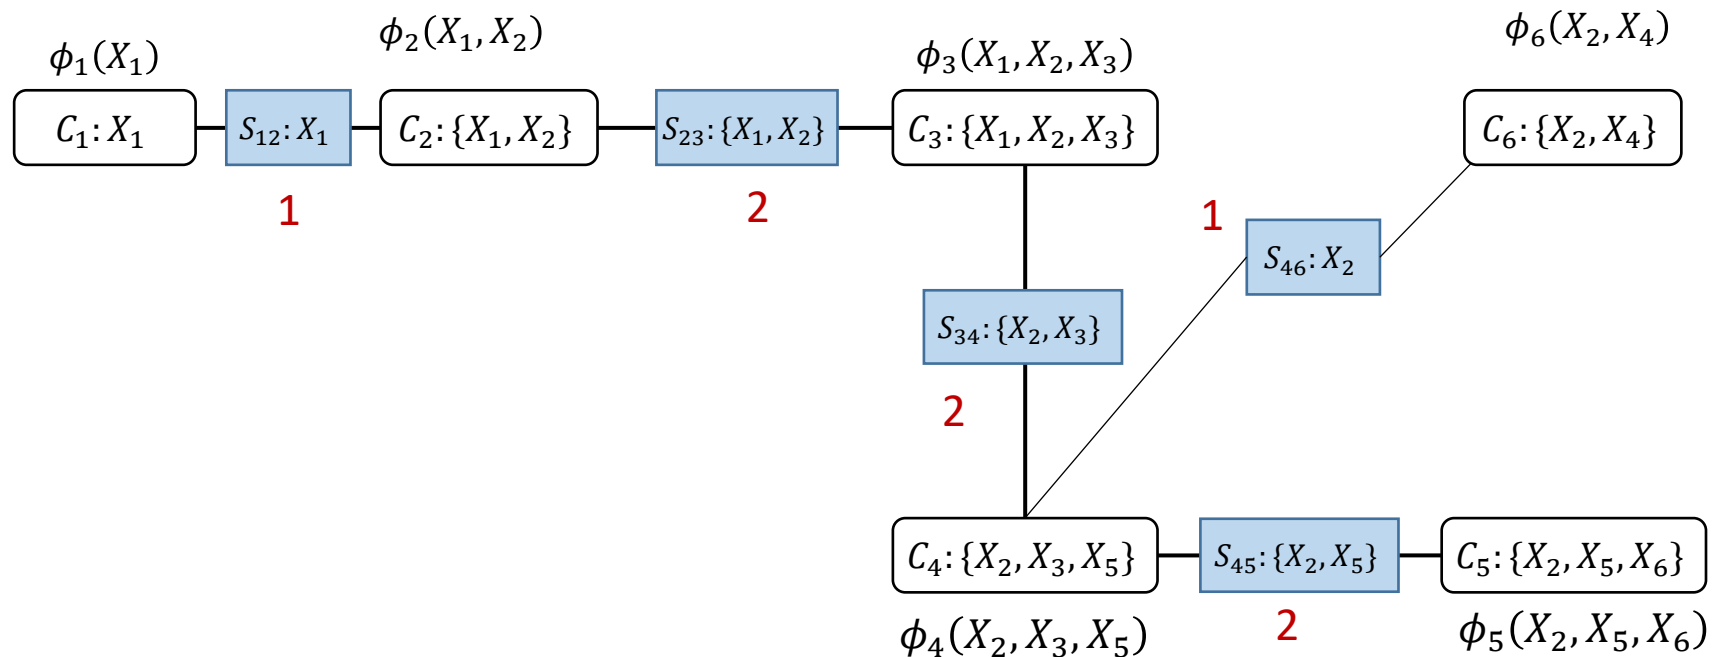 ϕ₁(X₁)
ϕ₂(X₁, X₂)
ϕ₃(X₁, X₂, X₃)
ϕ₆(X₂, X₄)
C₁: X₁
S₁₂: X₁
C₂: {X₁, X₂}
S₂₃: {X₁, X₂}
C₃: {X₁, X₂, X₃}
C₆: {X₂, X₄}
1
2
1
S₄₆: X₂
S₃₄: {X₂, X₃}
2
C₄: {X₂, X₃, X₅}
S₄₅: {X₂, X₅}
C₅: {X₂, X₅, X₆}
ϕ₄(X₂, X₃, X₅)
2
ϕ₅(X₂, X₅, X₆)